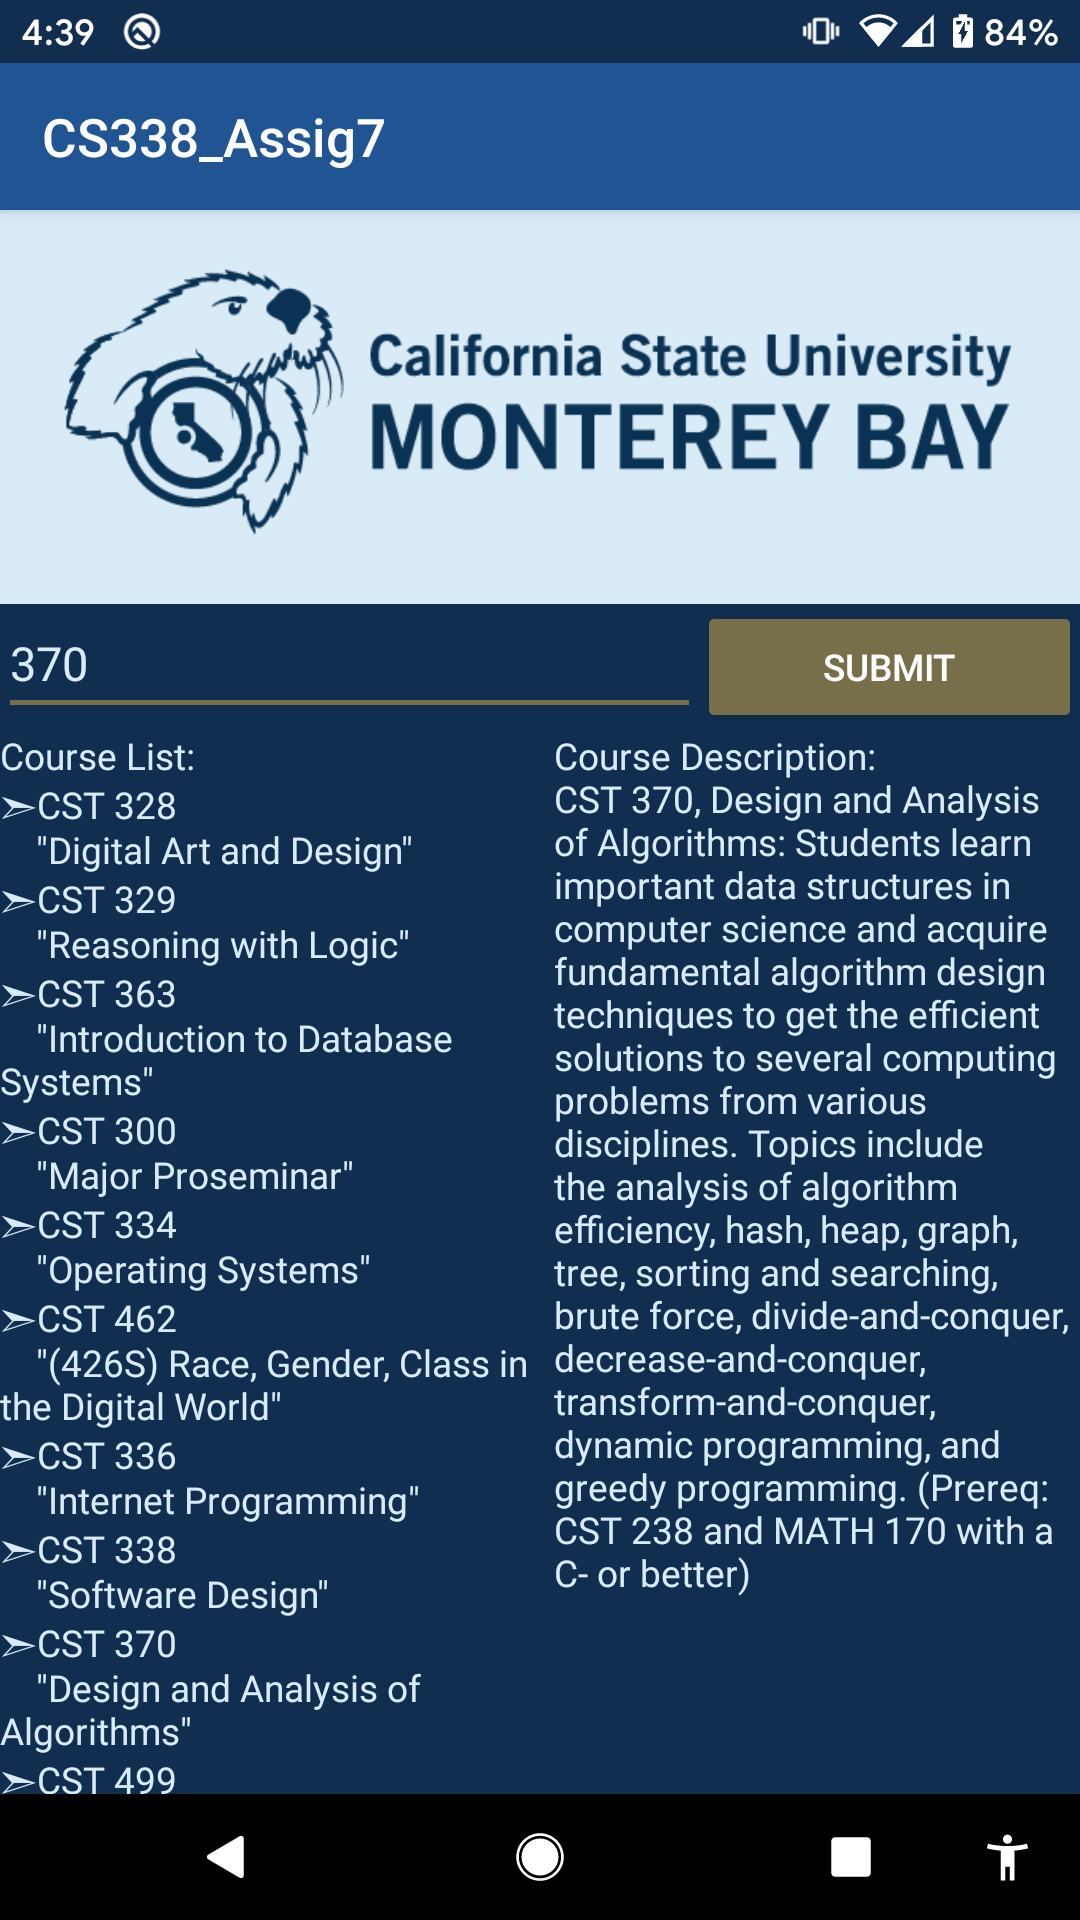 4:39
84%
CS338_Assig7
California State University
MONTEREY BAY
370
SUBMIT
Course List:
➣CST 328
"Digital Art and Design"
➣CST 329
"Reasoning with Logic"
➣CST 363
"Introduction to Database
Systems"
➣CST 300
"Major Proseminar"
➣CST 334
"Operating Systems"
➣CST 462
"(426S) Race, Gender, Class in
the Digital World"
➣CST 336
"Internet Programming"
➣CST 338
"Software Design"
➣CST 370
"Design and Analysis of
Algorithms"
➣CST 499
Course Description:
CST 370, Design and Analysis
of Algorithms: Students learn
important data structures in
computer science and acquire
fundamental algorithm design
techniques to get the efficient
solutions to several computing
problems from various
disciplines. Topics include
the analysis of algorithm
efficiency, hash, heap, graph,
tree, sorting and searching,
brute force, divide-and-conquer,
decrease-and-conquer,
transform-and-conquer,
dynamic programming, and
greedy programming. (Prereq:
CST 238 and MATH 170 with a
C- or better)